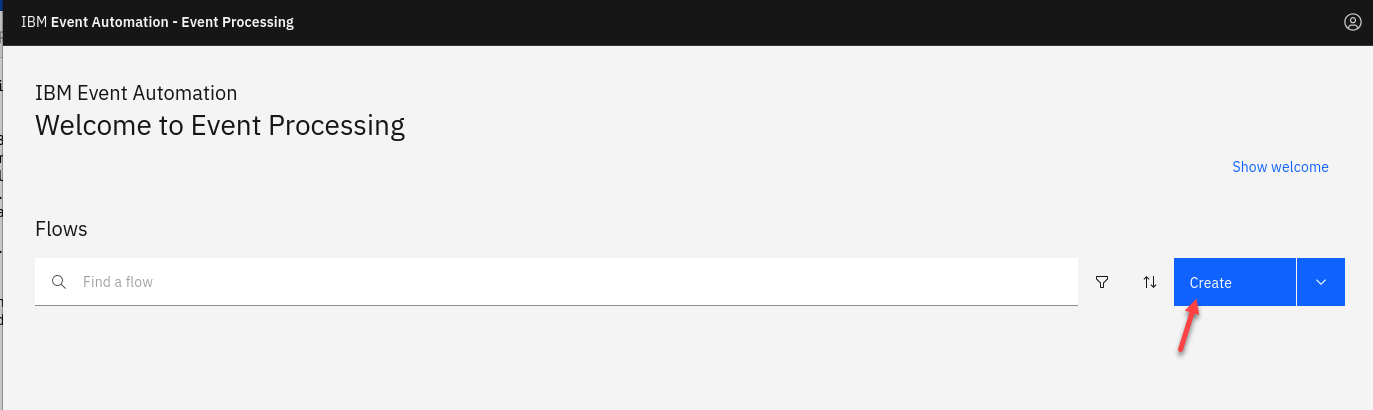 IBM Event Automation - Event Processing
IBM Event Automation
Welcome to Event Processing
Show welcome
Flows
Find a flow
Create